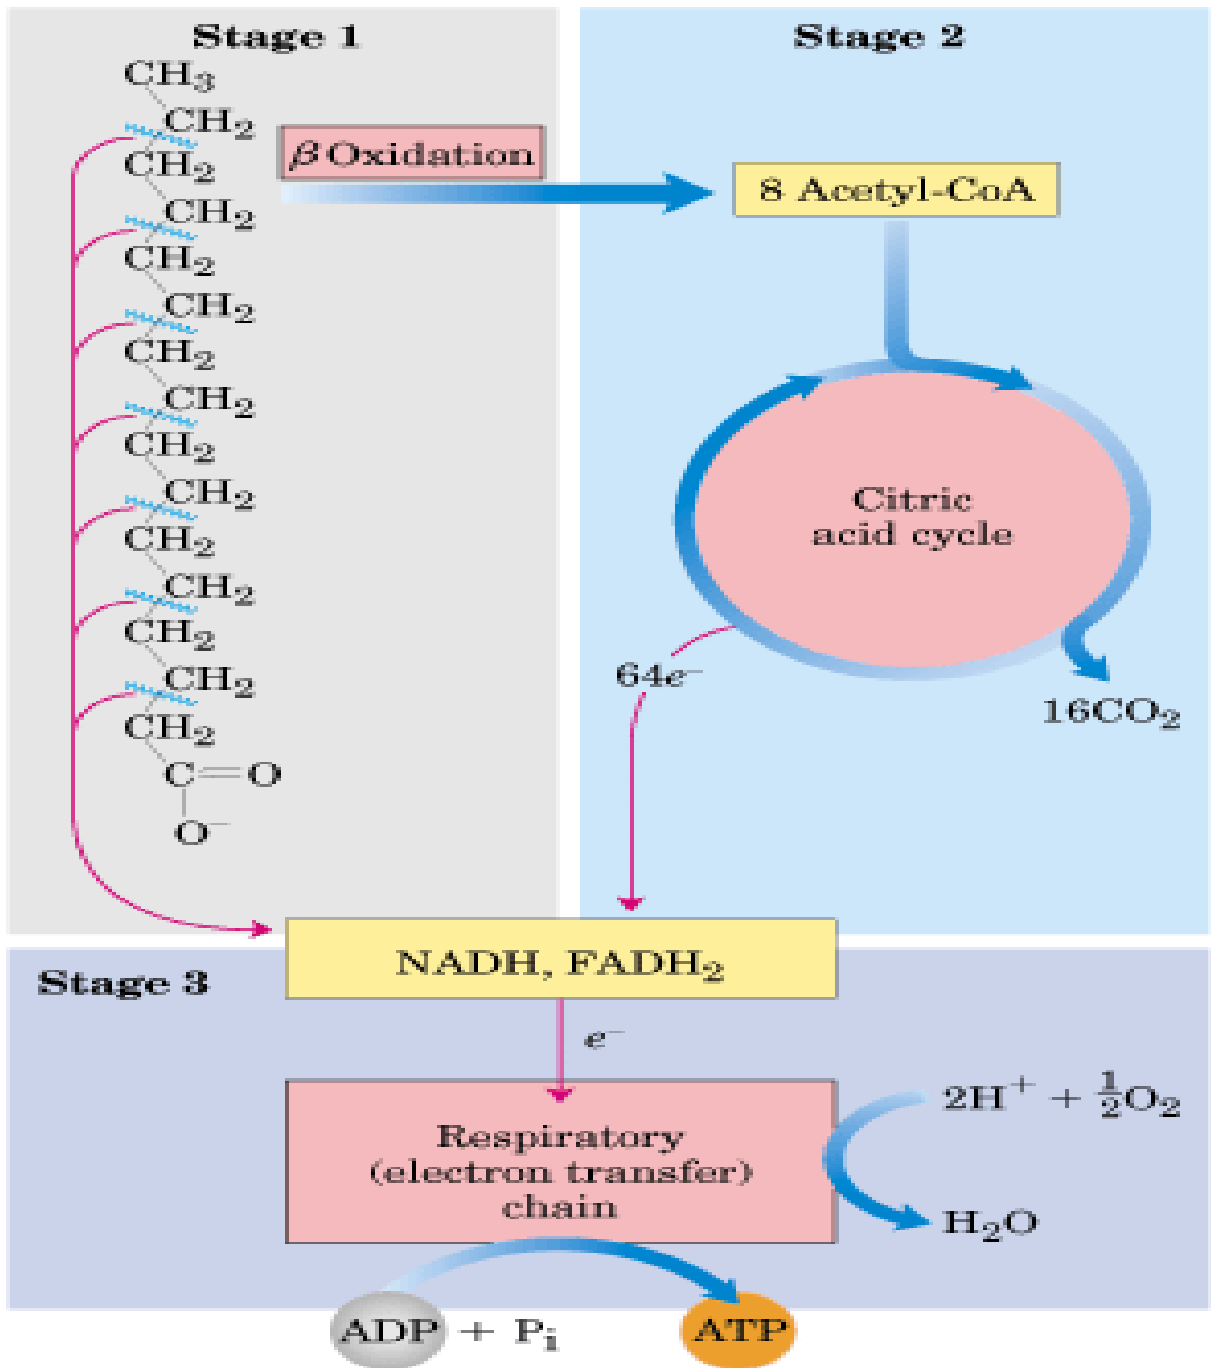 Stage 1
CH₃
CH₂
CH₂
CH₂
CH₂
CH₂
CH₂
CH₂
CH₂
CH₂
CH₂
CH₂
CH₂
CH₂
CH₂
C=O
O⁻
β Oxidation
Stage 2
8 Acetyl-CoA
Citric
acid cycle
64e⁻
16CO₂
Stage 3
NADH, FADH₂
e⁻
Respiratory
(electron transfer)
chain
2H⁺ + ½O₂
H₂O
ADP + Pᵢ
ATP